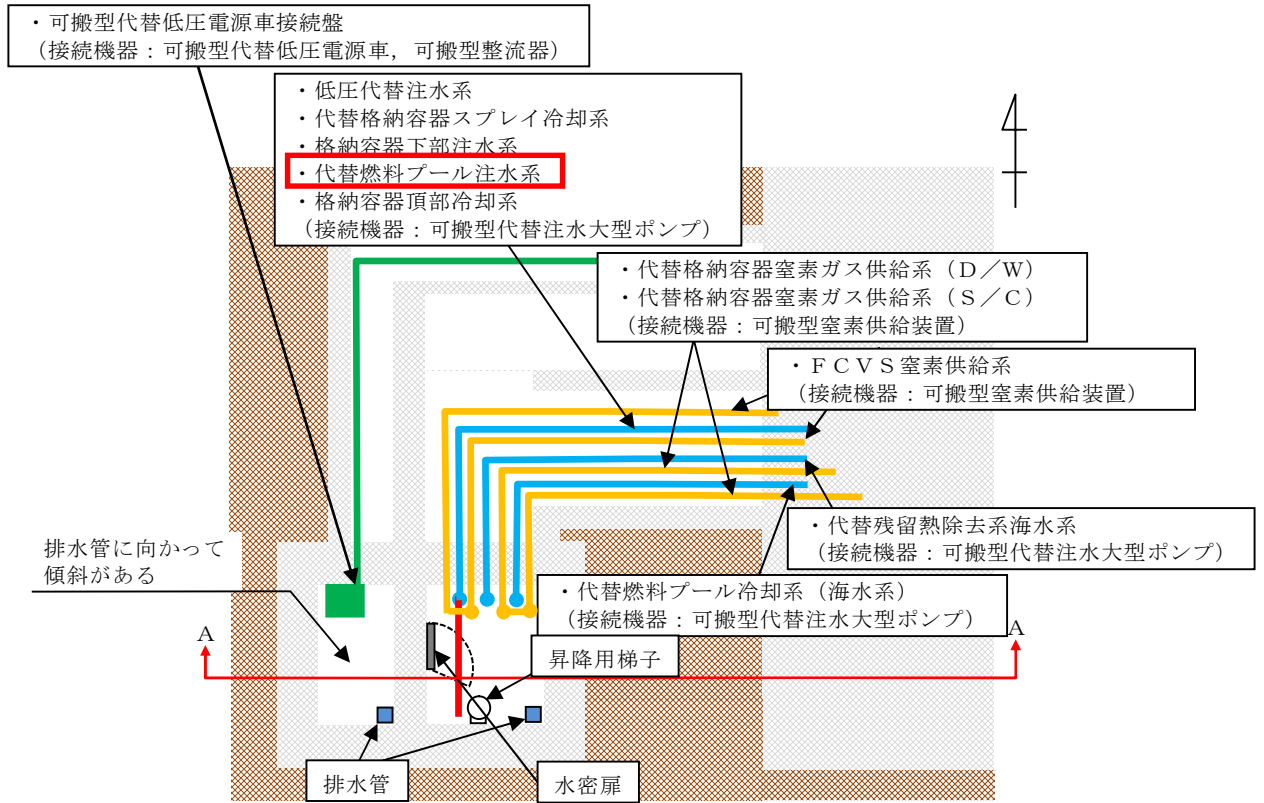 ・可搬型代替低圧電源車接続盤
（接続機器：可搬型代替低圧電源車，可搬型整流器）
・低圧代替注水系
・代替格納容器スプレイ冷却系
・格納容器下部注水系
・代替燃料プール注水系
・格納容器頂部冷却系
（接続機器：可搬型代替注水大型ポンプ）
・代替格納容器窒素ガス供給系（Ｄ／Ｗ）
・代替格納容器窒素ガス供給系（Ｓ／Ｃ）
（接続機器：可搬型窒素供給装置）
・ＦＣＶＳ窒素供給系
（接続機器：可搬型窒素供給装置）
・代替残留熱除去系海水系
（接続機器：可搬型代替注水大型ポンプ）
排水管に向かって
傾斜がある
・代替燃料プール冷却系（海水系）
（接続機器：可搬型代替注水大型ポンプ）
A
A
昇降用梯子
排水管
水密扉